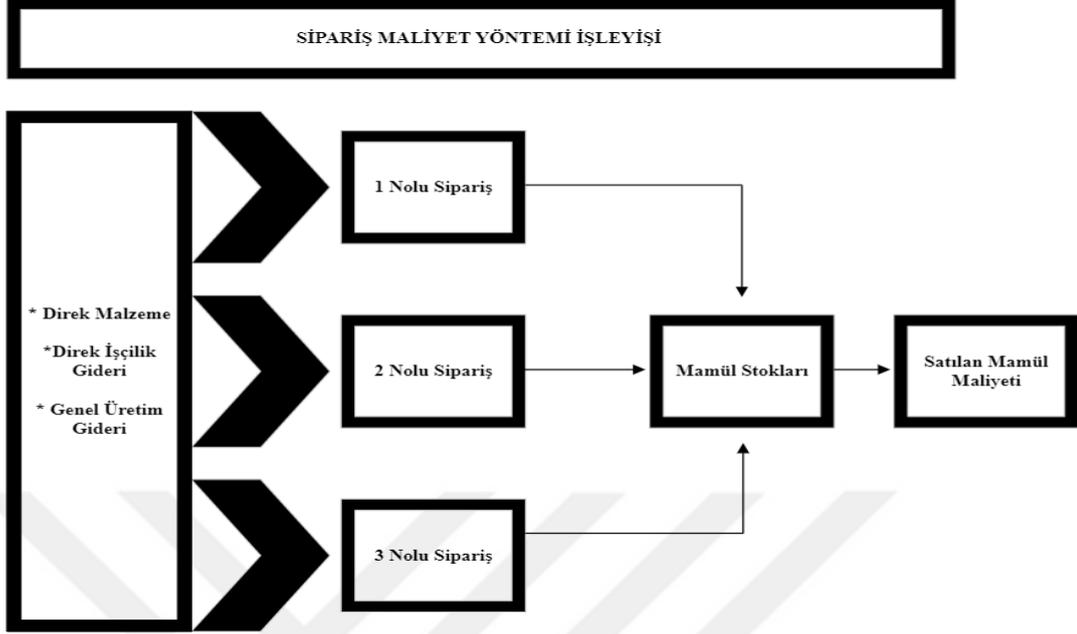 SİPARİŞ MALİYET YÖNTEMİ İŞLEYİŞİ
* Direk Malzeme
*Direk İşçilik
Gideri
* Genel Üretim
Gideri
1 Nolu Sipariş
2 Nolu Sipariş
3 Nolu Sipariş
Mamül Stokları
Satılan Mamül
Maliyeti